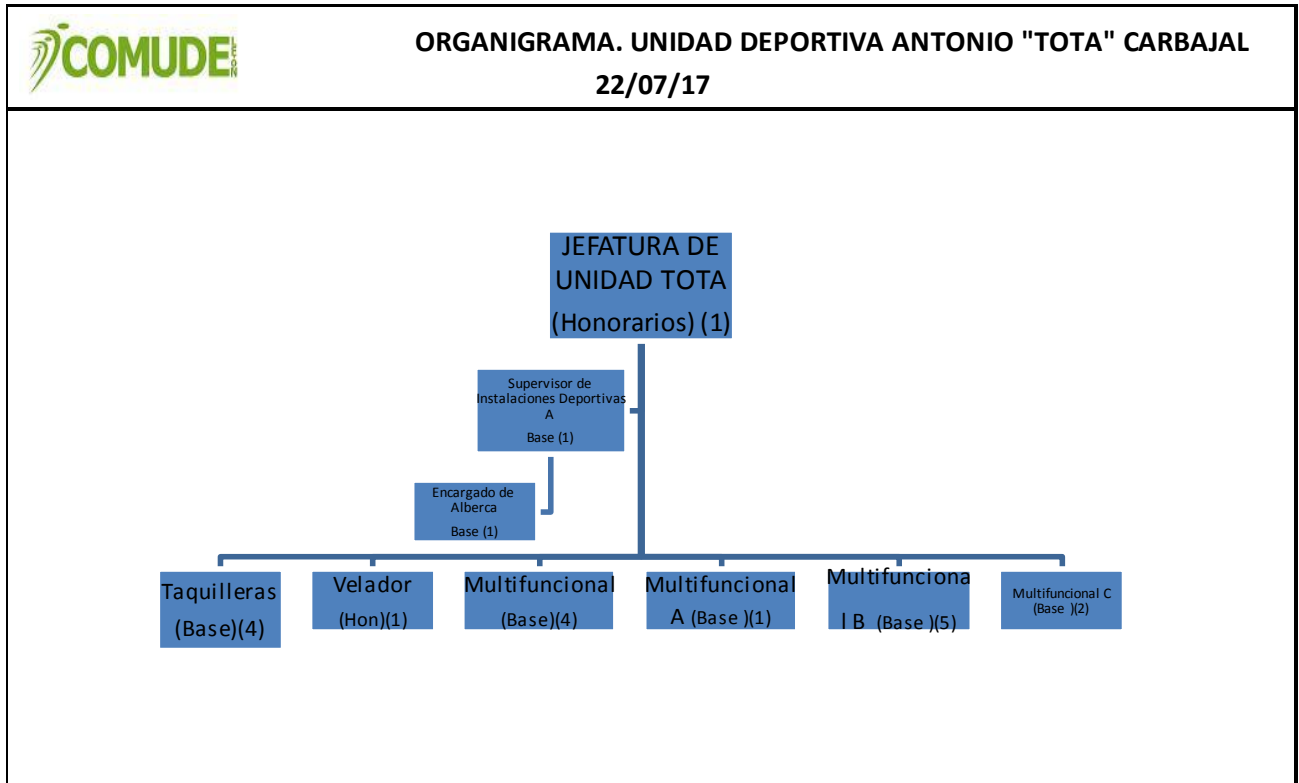 COMUDE
LEON
ORGANIGRAMA. UNIDAD DEPORTIVA ANTONIO "TOTA" CARBAJAL
22/07/17
JEFATURA DE
UNIDAD TOTA
(Honorarios) (1)
Supervisor de
Instalaciones Deportivas
A
Base (1)
Encargado de
Alberca
Base (1)
Taquilleras
(Base)(4)
Velador
(Hon)(1)
Multifuncional
(Base)(4)
Multifuncional
A (Base )(1)
Multifunciona
l B (Base )(5)
Multifuncional C
(Base )(2)